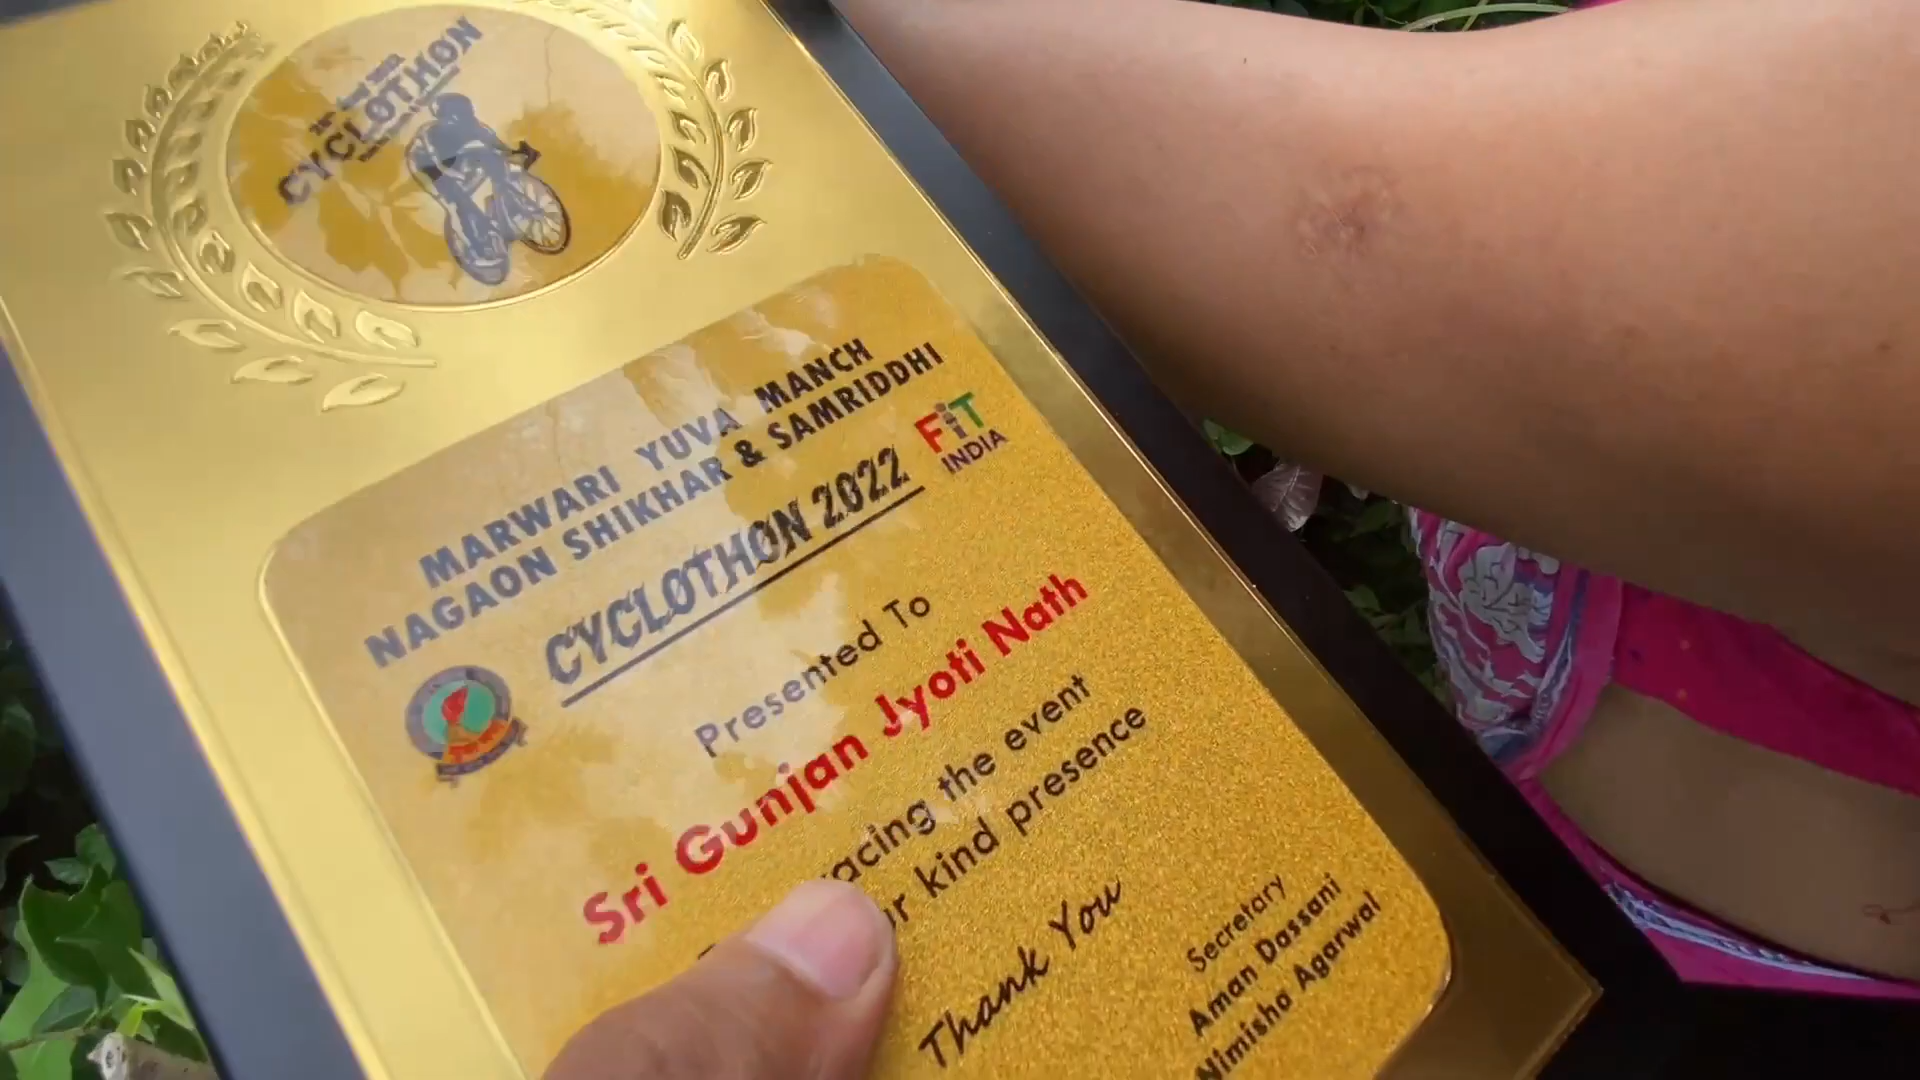 CYCLOTHON
MARWARI YUVA MANCH
NAGAON SHIKHAR & SAMRIDDHI
CYCLOTHON 2022
FIT
INDIA
Presented To
Sri Gunjan Jyoti Nath
the event
kind presence
Thank You
Secretary
Aman Dassani
Nimisha Agarwal